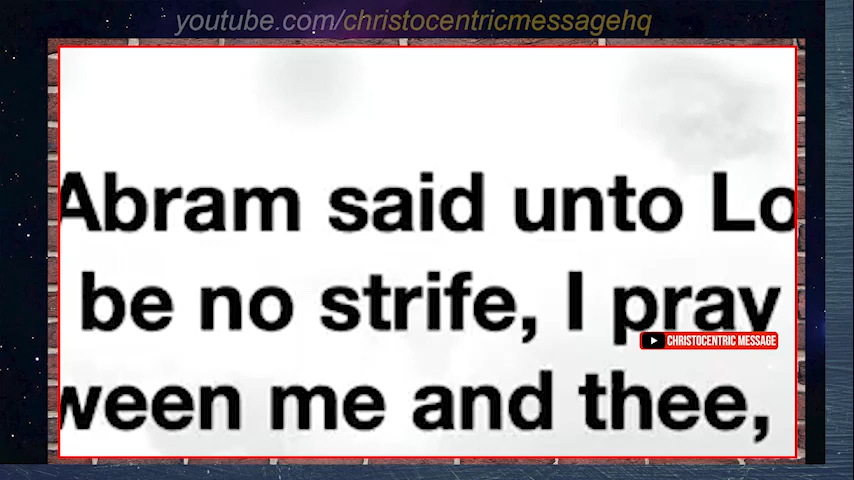 youtube.com/christocentricmessagehq
Abram said unto Lo
be no strife, I pray
ween me and thee,
CHRISTOCENTRIC MESSAGE